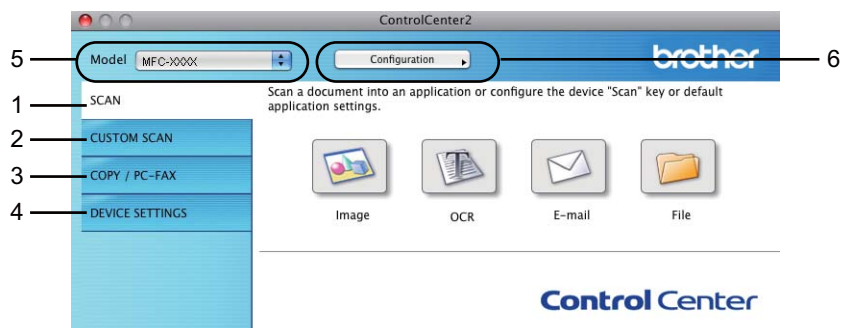 ControlCenter2
5 Model MFC-XXXX Configuration brother 6
1 SCAN
Scan a document into an application or configure the device "Scan" key or default
application settings.
2 CUSTOM SCAN
3 COPY / PC-FAX
4 DEVICE SETTINGS
Image OCR E-mail File
Control Center